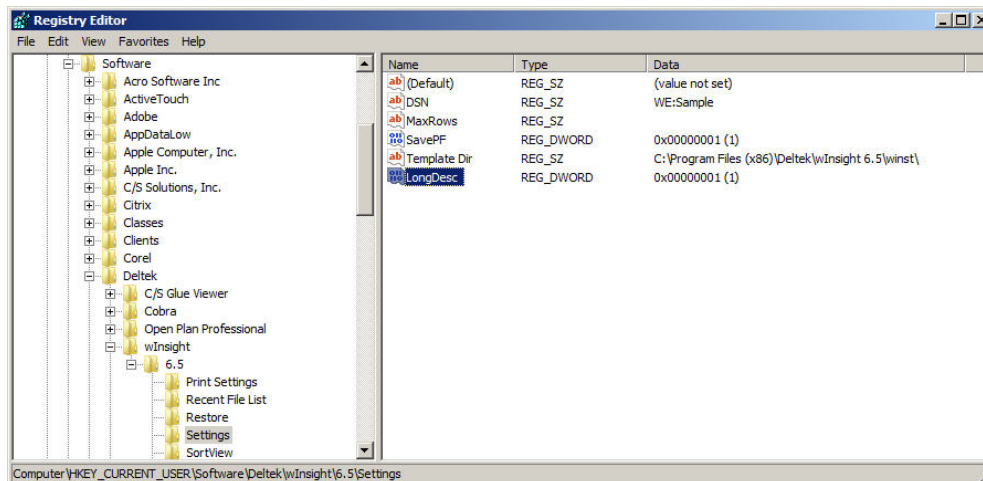 Registry Editor
File Edit View Favorites Help
Software
Acro Software Inc
ActiveTouch
Adobe
AppDataLow
Apple Computer, Inc.
Apple Inc.
C/S Solutions, Inc.
Citrix
Classes
Clients
Corel
Deltek
C/S Glue Viewer
Cobra
Open Plan Professional
wInsight
6.5
Print Settings
Recent File List
Restore
Settings
SortView
Name Type Data
(Default) REG_SZ (value not set)
DSN REG_SZ WE:Sample
MaxRows REG_SZ
SavePF REG_DWORD 0x00000001 (1)
Template Dir REG_SZ C:\Program Files (x86)\Deltek\wInsight 6.5\winst\
LongDesc REG_DWORD 0x00000001 (1)
Computer\HKEY_CURRENT_USER\Software\Deltek\wInsight\6.5\Settings